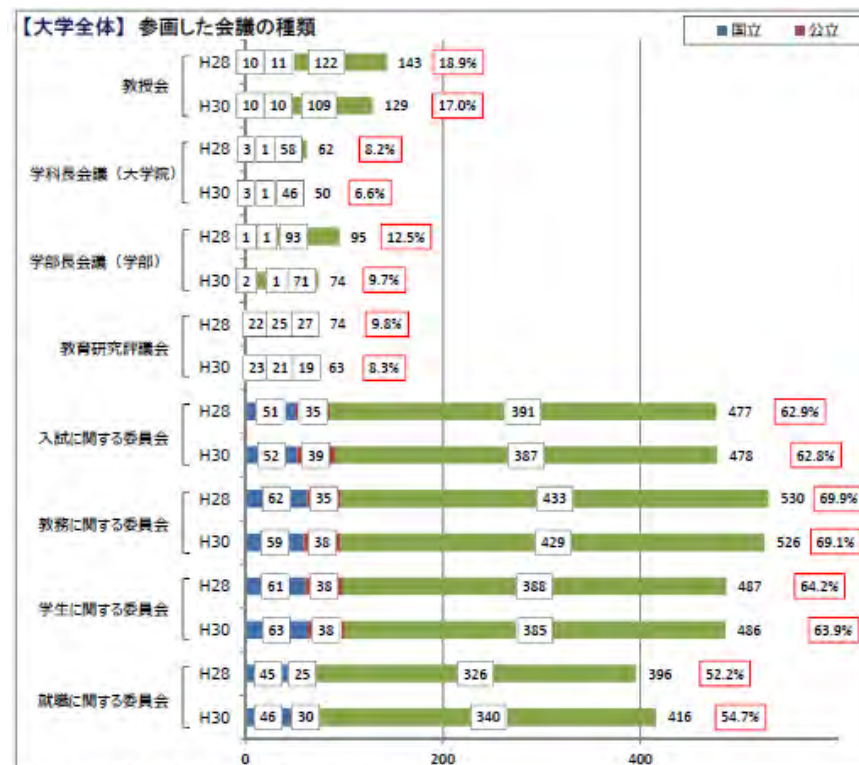 【大学全体】 参画した会議の種類
■国立 ■公立
教授会
H28 10 11 122 143 18.9%
H30 10 10 109 129 17.0%
学科長会議（大学院）
H28 3 1 58 62 8.2%
H30 3 1 46 50 6.6%
学部長会議（学部）
H28 1 1 93 95 12.5%
H30 2 1 71 74 9.7%
教育研究評議会
H28 22 25 27 74 9.8%
H30 23 21 19 63 8.3%
入試に関する委員会
H28 51 35 391 477 62.9%
H30 52 39 387 478 62.8%
教務に関する委員会
H28 62 35 433 530 69.9%
H30 59 38 429 526 69.1%
学生に関する委員会
H28 61 38 388 487 64.2%
H30 63 38 385 486 63.9%
就職に関する委員会
H28 45 25 326 396 52.2%
H30 46 30 340 416 54.7%
0 200 400